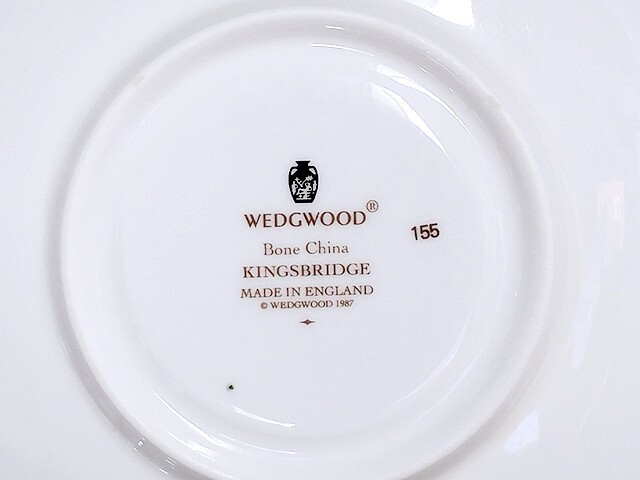 WEDGWOOD®
Bone China
KINGSBRIDGE
MADE IN ENGLAND
© WEDGWOOD 1987
155